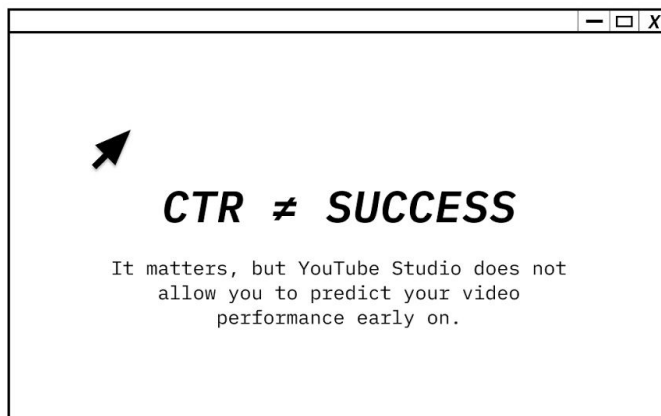 X
CTR ≠ SUCCESS
It matters, but YouTube Studio does not
allow you to predict your video
performance early on.